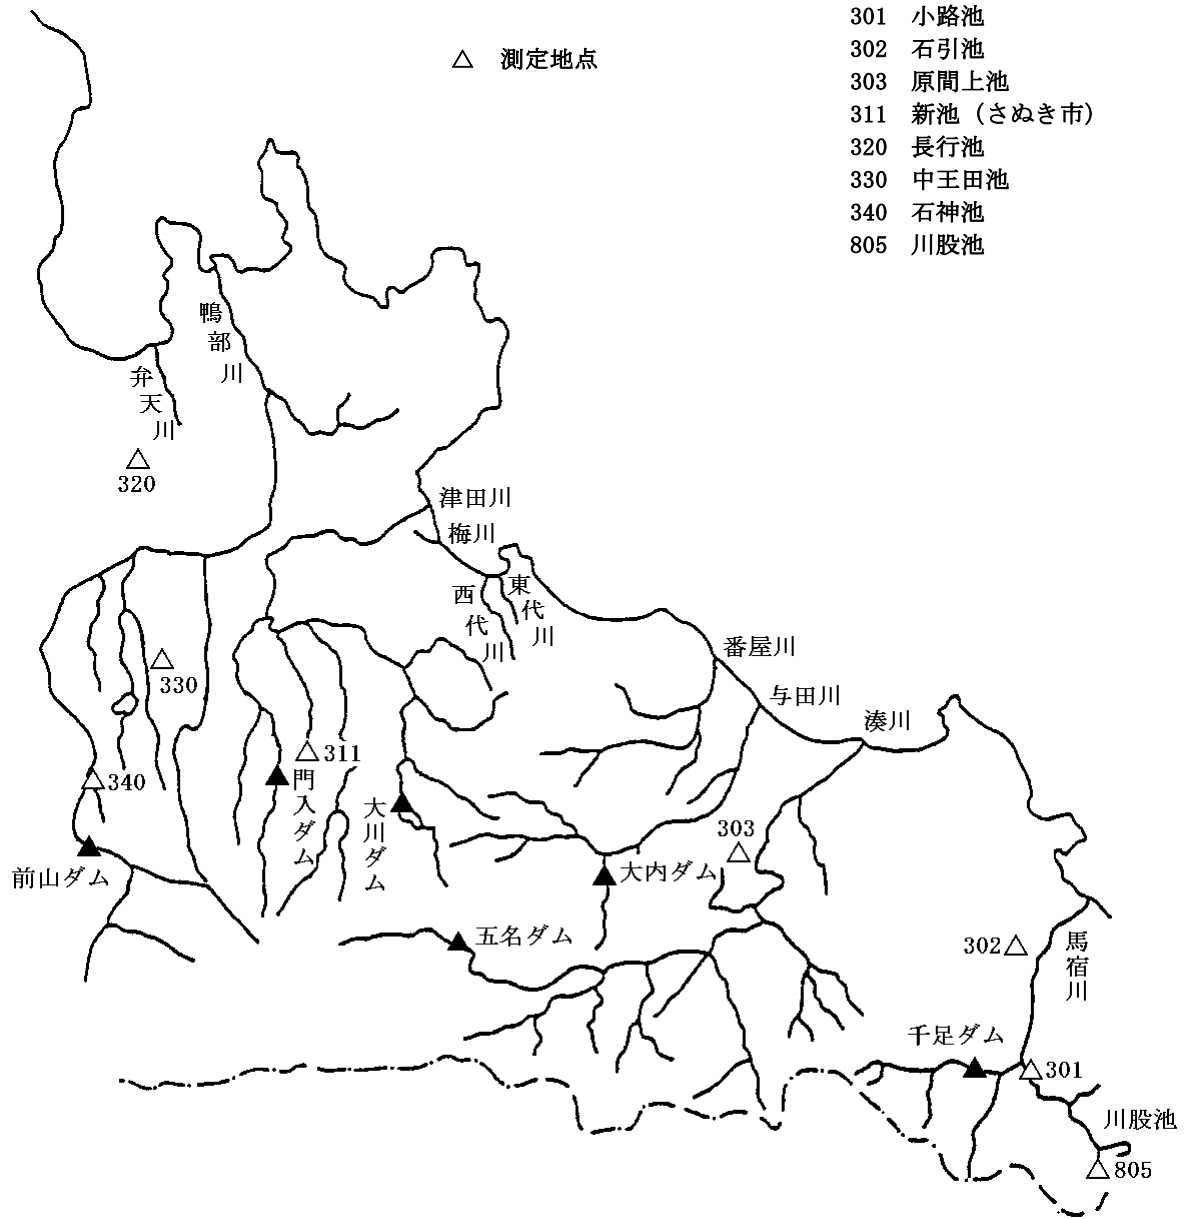 301 小路池
302 石引池
303 原間上池
311 新池（さぬき市）
320 長行池
330 中王田池
340 石神池
805 川股池
△ 測定地点
鴨部川
弁天川
320
津田川
梅川
東代川
西代川
番屋川
330
与田川
湊川
311
340
門入ダム
大川ダム
303
前山ダム
大内ダム
五名ダム
302
馬宿川
千足ダム
301
川股池
805